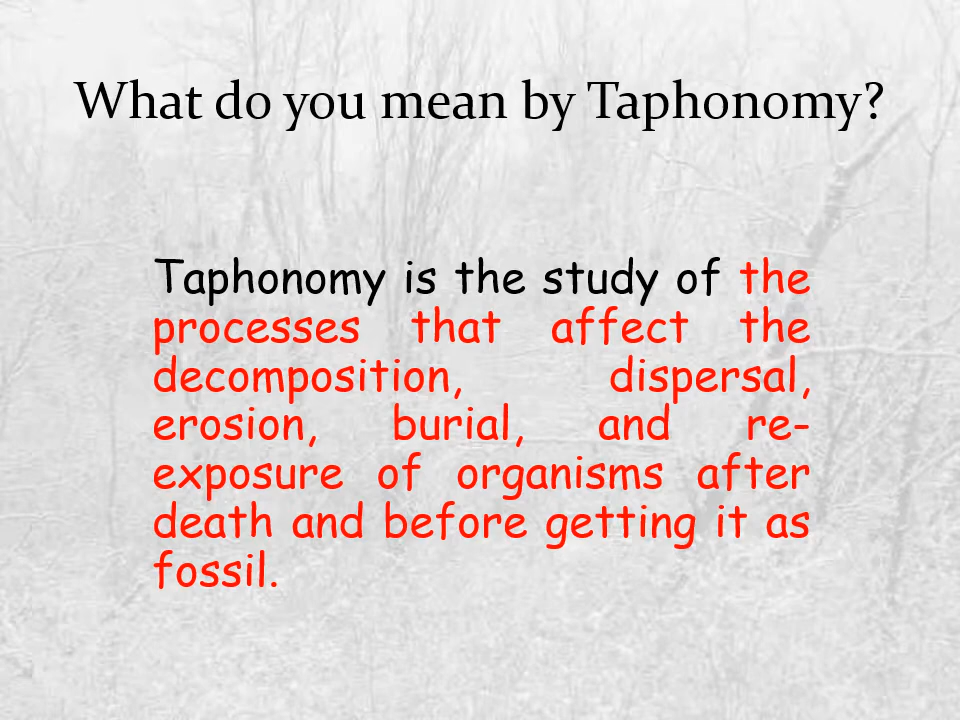 What do you mean by Taphonomy?
Taphonomy is the study of the
processes that affect the
decomposition, dispersal,
erosion, burial, and re-
exposure of organisms after
death and before getting it as
fossil.